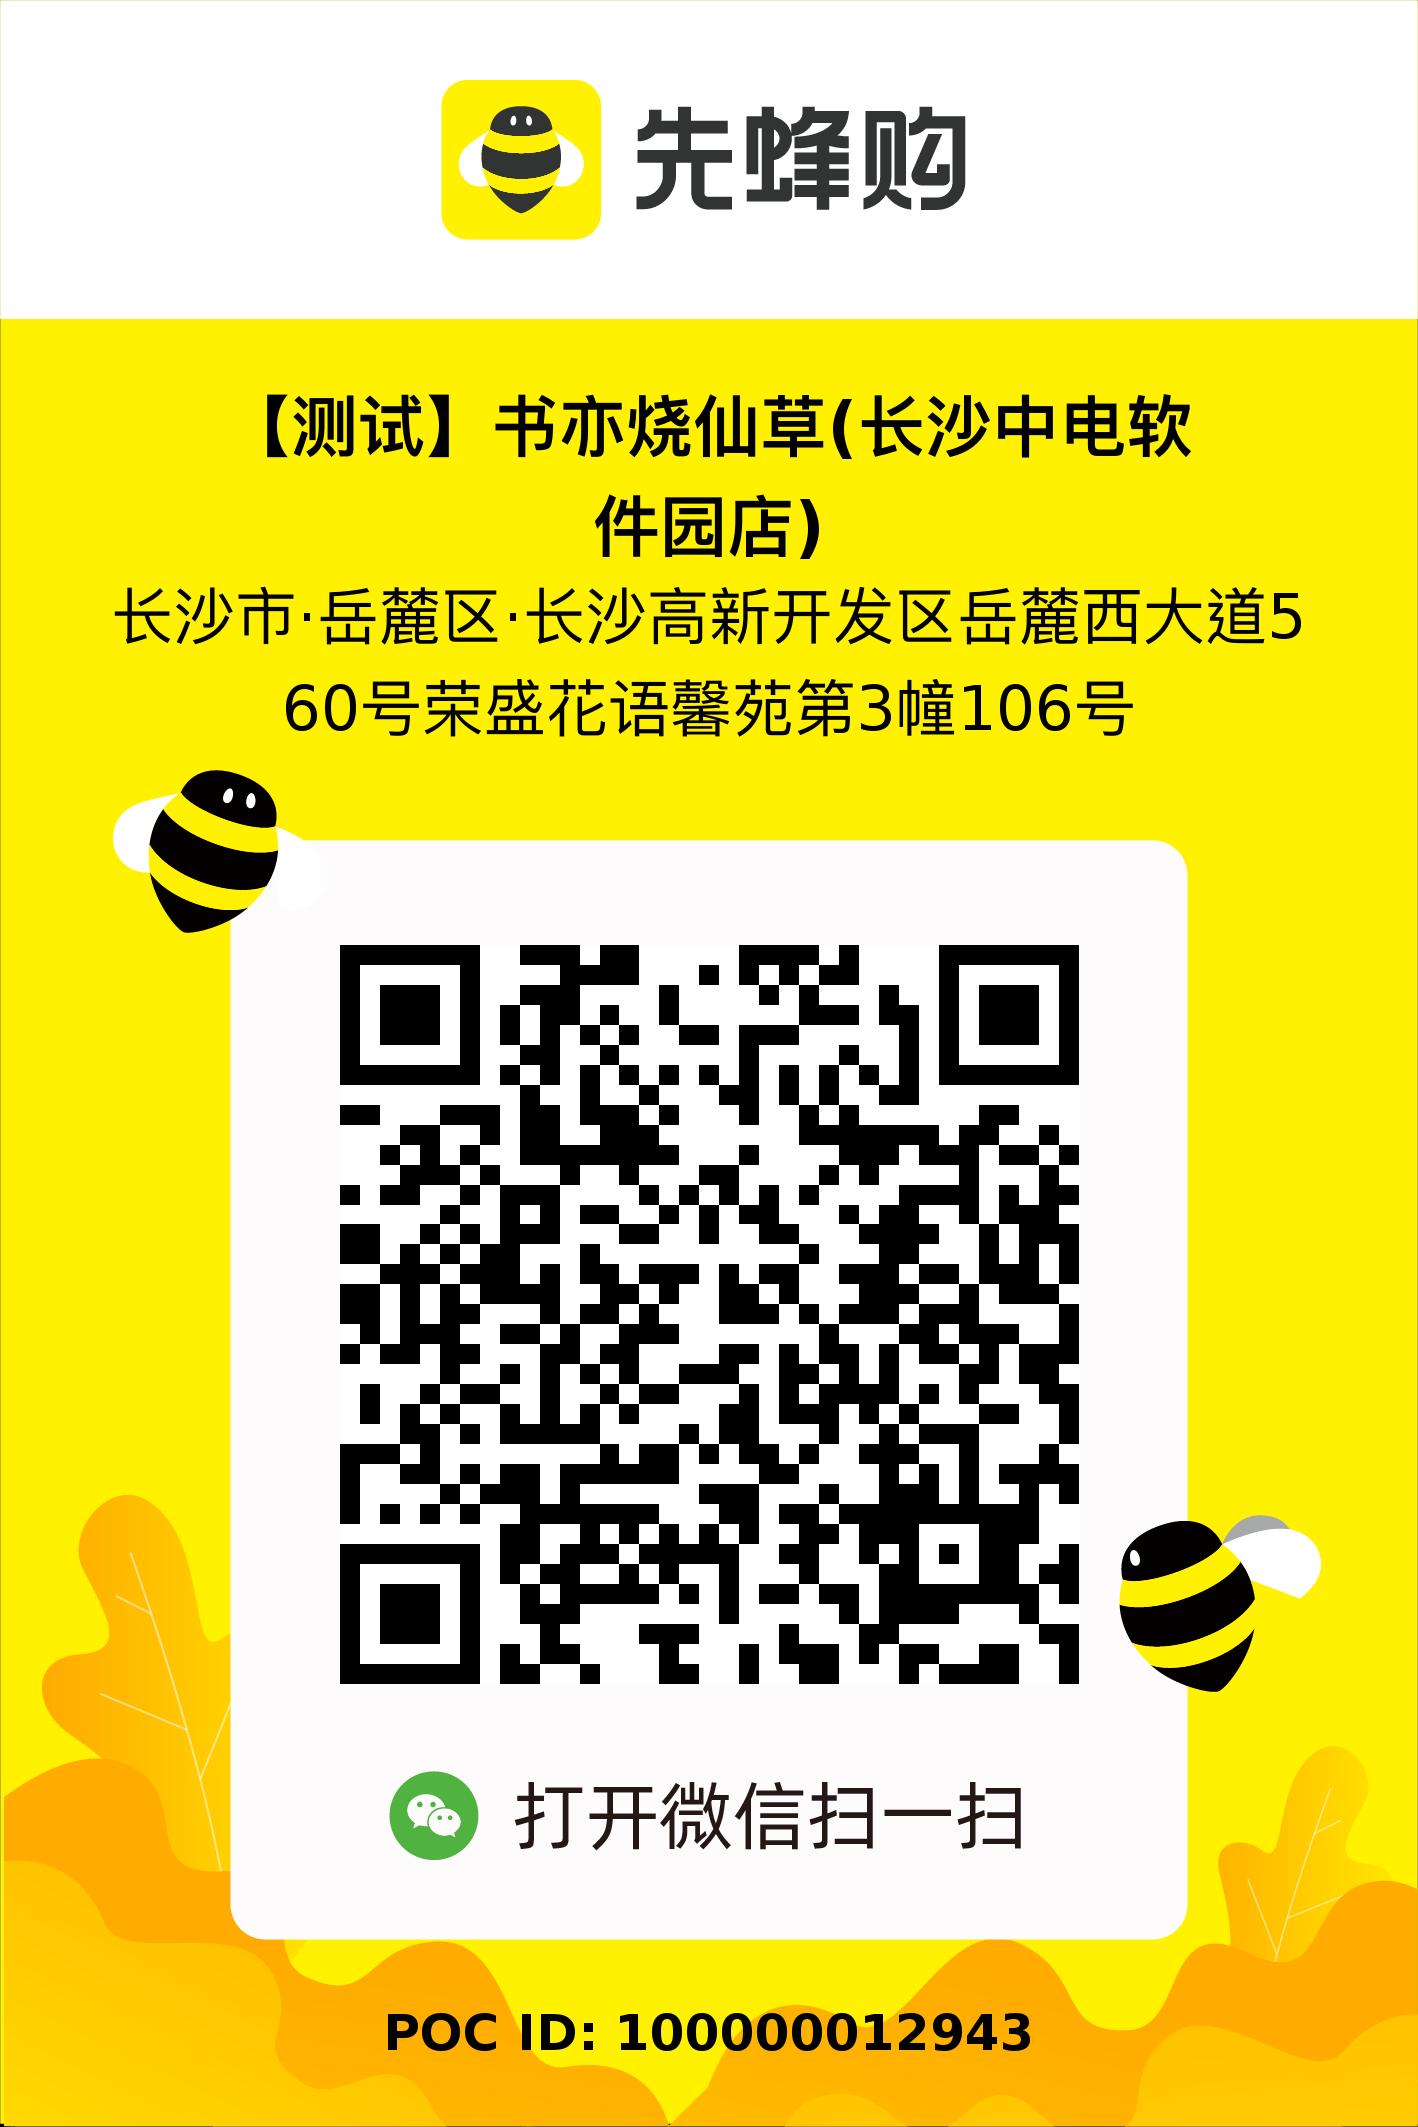 先蜂购
【测试】书亦烧仙草(长沙中电软
件园店)
长沙市·岳麓区·长沙高新开发区岳麓西大道5
60号荣盛花语馨苑第3幢106号
打开微信扫一扫
POC ID: 100000012943